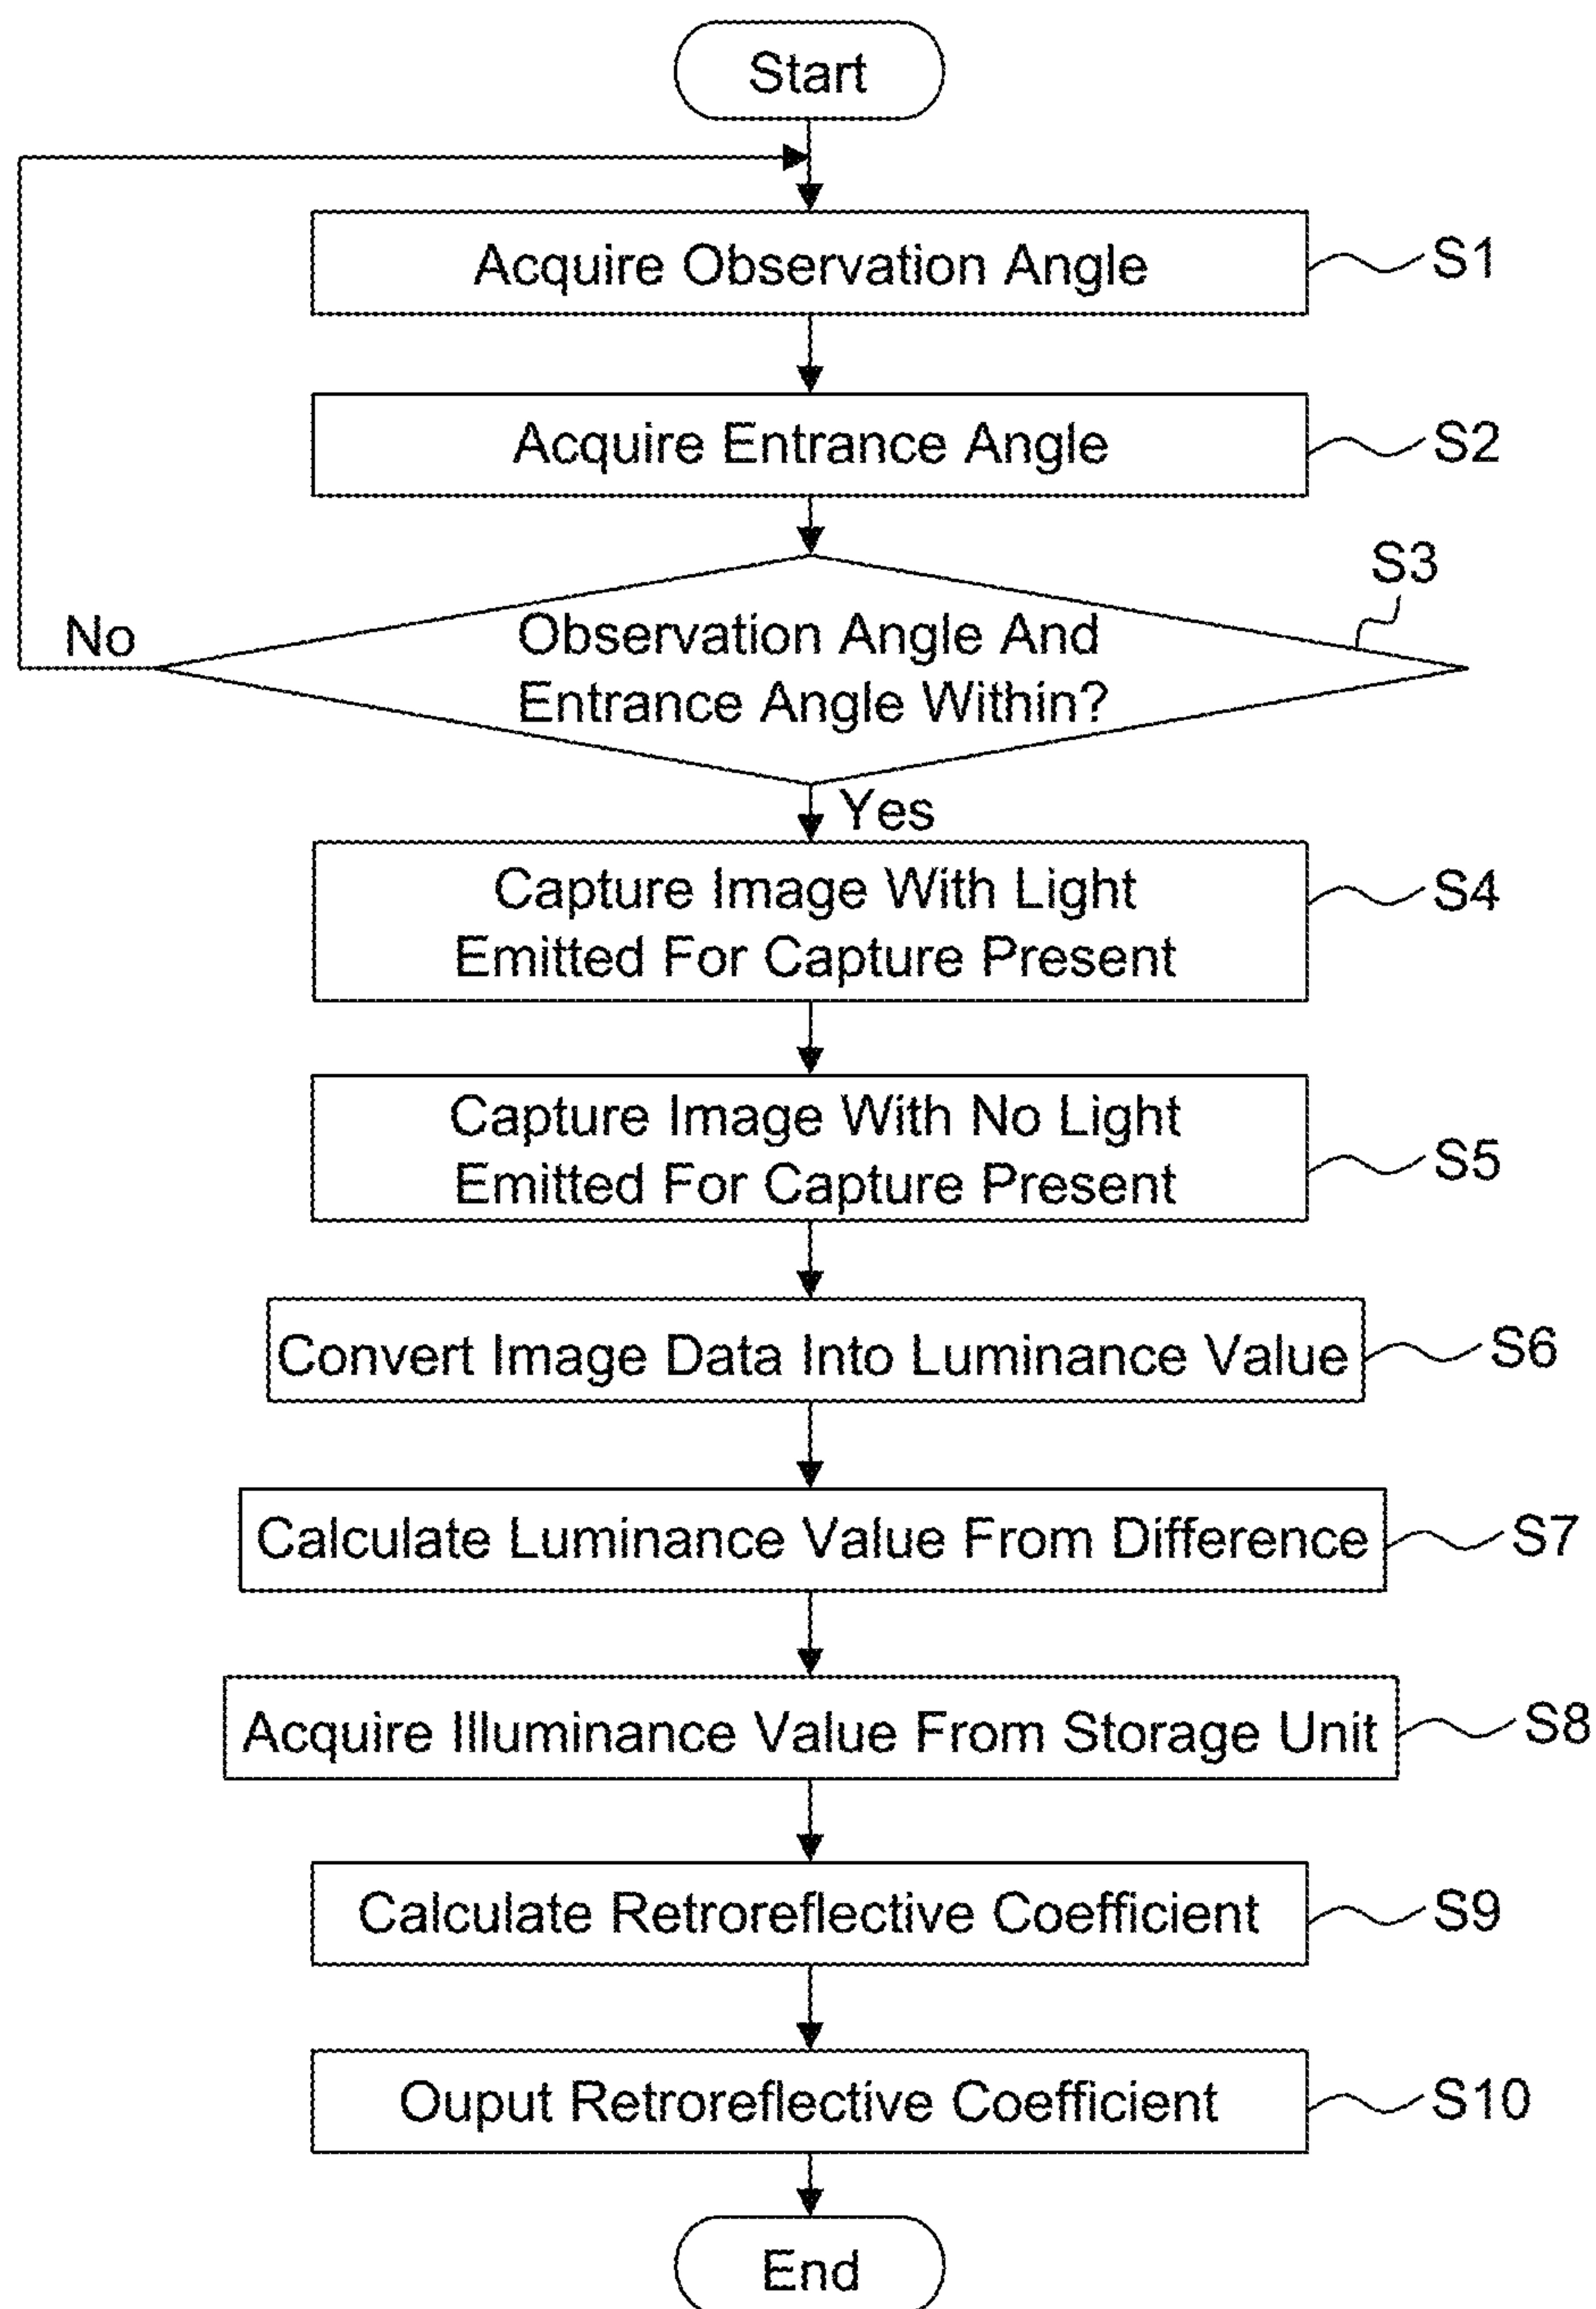 Start
Acquire Observation Angle
S1
Acquire Entrance Angle
S2
S3
Observation Angle And
Entrance Angle Within?
No
Yes
Capture Image With Light
Emitted For Capture Present
S4
Capture Image With No Light
Emitted For Capture Present
S5
Convert Image Data Into Luminance Value
S6
Calculate Luminance Value From Difference
S7
Acquire Illuminance Value From Storage Unit
S8
Calculate Retroreflective Coefficient
S9
Ouput Retroreflective Coefficient
S10
End